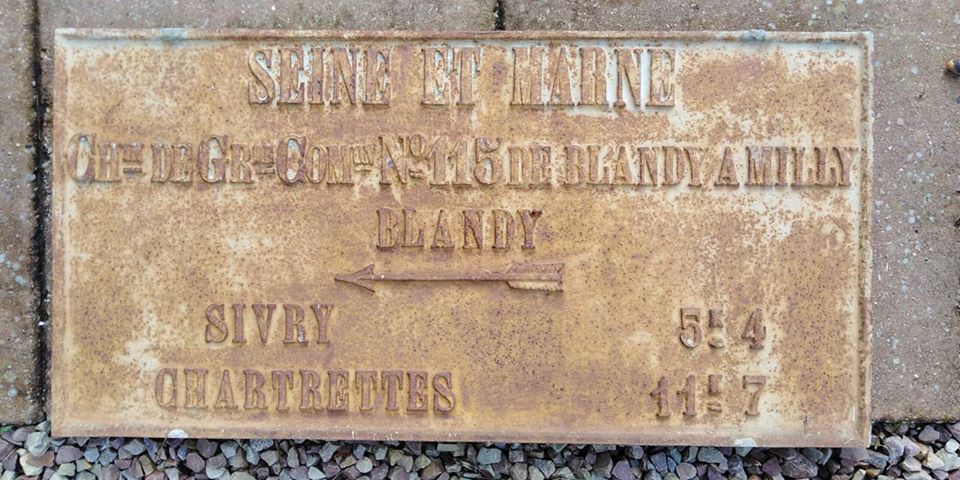 SEINE ET MARNE
CHIN DE GRDE COMON NO 115 DE BLANDY A MILLY
BLANDY
SIVRY 5K 4
CHARTRETTES 11K 7